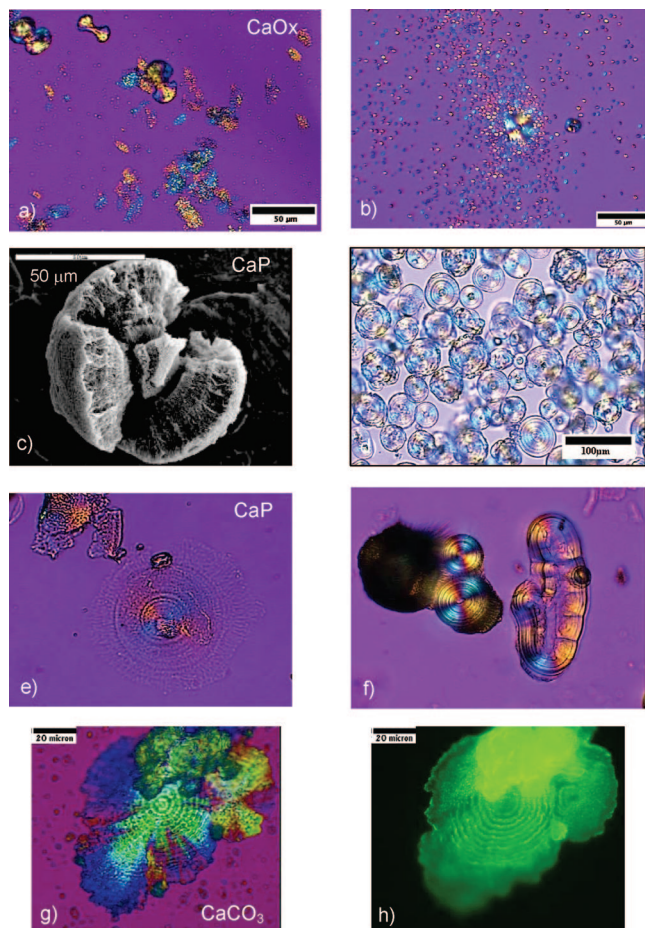 CaOx
a)
50 µm
b)
50 µm
50 µm
CaP
c)
100µm
CaP
e)
f)
20 micron
g)
CaCO3
20 micron
h)